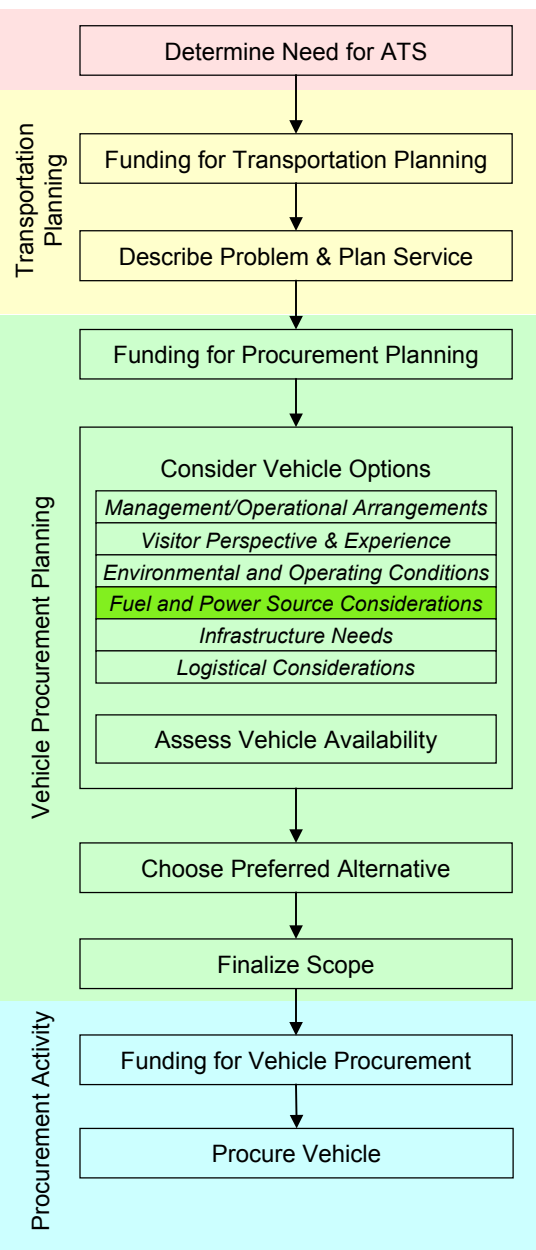 Determine Need for ATS
Transportation
Planning
Funding for Transportation Planning
Describe Problem & Plan Service
Vehicle Procurement Planning
Funding for Procurement Planning
Consider Vehicle Options
Management/Operational Arrangements
Visitor Perspective & Experience
Environmental and Operating Conditions
Fuel and Power Source Considerations
Infrastructure Needs
Logistical Considerations
Assess Vehicle Availability
Choose Preferred Alternative
Finalize Scope
Procurement Activity
Funding for Vehicle Procurement
Procure Vehicle